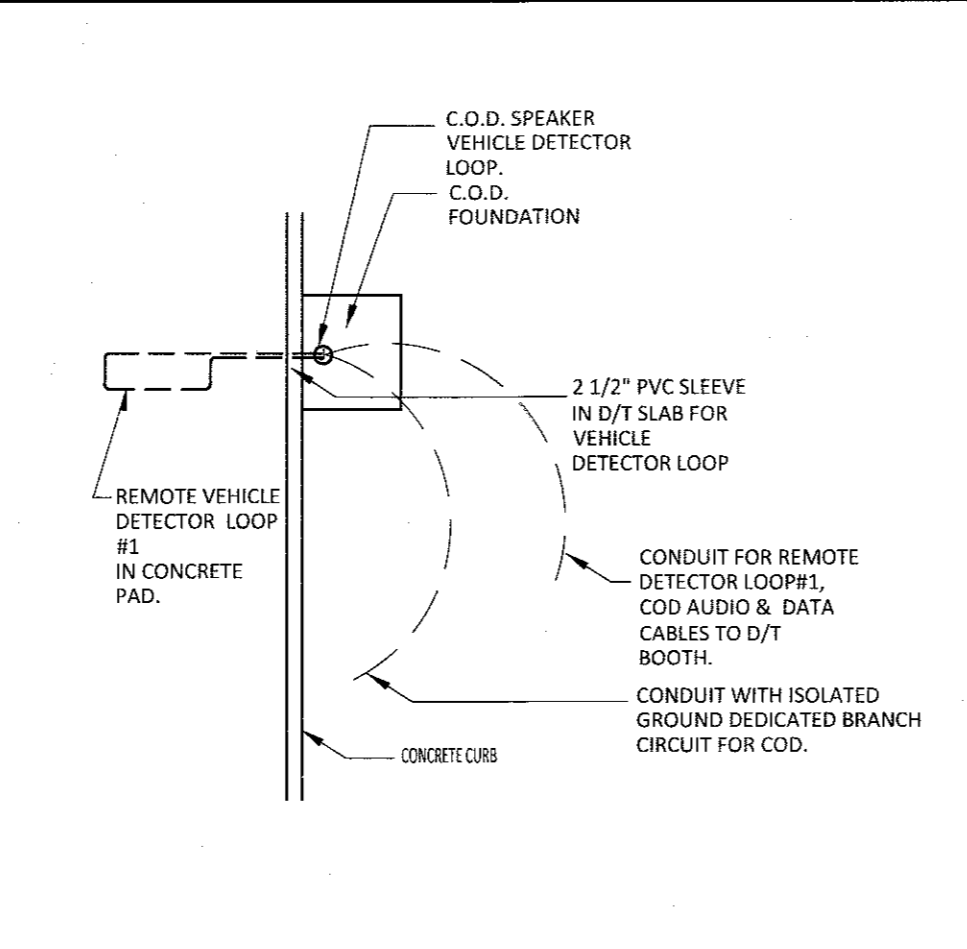 C.O.D. SPEAKER
VEHICLE DETECTOR
LOOP.
C.O.D.
FOUNDATION
2 1/2" PVC SLEEVE
IN D/T SLAB FOR
VEHICLE
DETECTOR LOOP
REMOTE VEHICLE
DETECTOR LOOP
#1
IN CONCRETE
PAD.
CONDUIT FOR REMOTE
DETECTOR LOOP#1,
COD AUDIO & DATA
CABLES TO D/T
BOOTH.
CONDUIT WITH ISOLATED
GROUND DEDICATED BRANCH
CIRCUIT FOR COD.
CONCRETE CURB